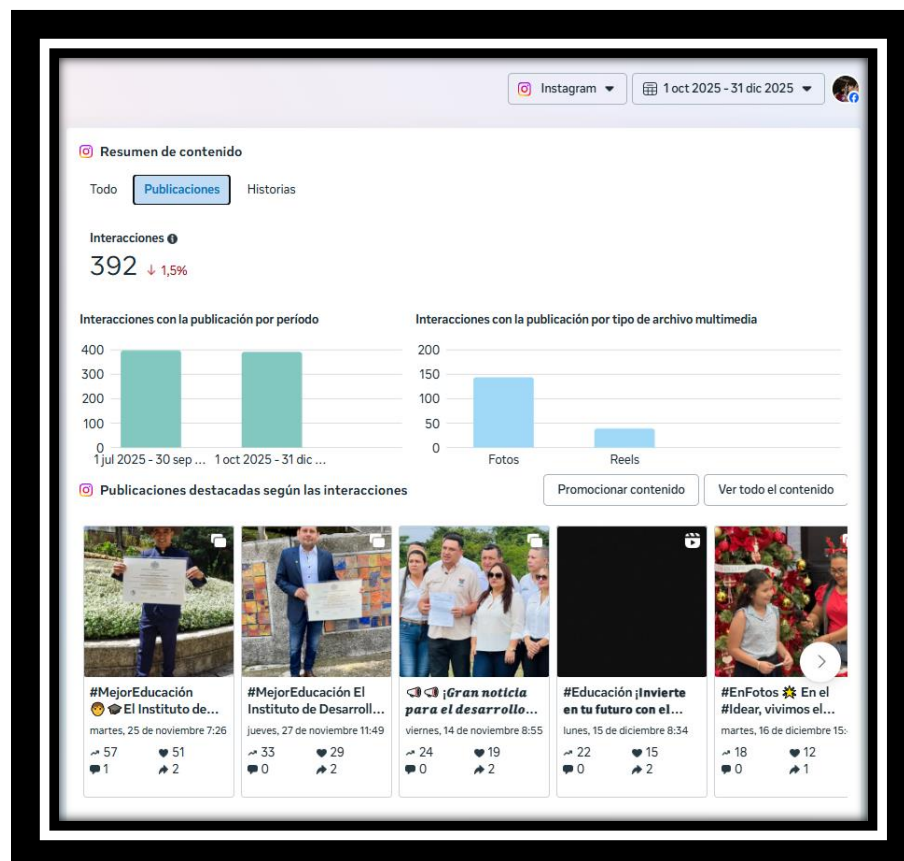 Instagram
1 oct 2025 - 31 dic 2025
Resumen de contenido
Todo
Publicaciones
Historias
Interacciones
392 ↓ 1,5%
Interacciones con la publicación por período
400
300
200
100
0
1 jul 2025 - 30 sep ...
1 oct 2025 - 31 dic ...
Interacciones con la publicación por tipo de archivo multimedia
200
150
100
50
0
Fotos
Reels
Publicaciones destacadas según las interacciones
Promocionar contenido
Ver todo el contenido
#MejorEducación
🧑🎓El Instituto de...
martes, 25 de noviembre 7:26
57
51
1
2
#MejorEducación El
Instituto de Desarroll...
jueves, 27 de noviembre 11:49
33
29
0
2
📢📢¡Gran noticia
para el desarrollo...
viernes, 14 de noviembre 8:55
24
19
0
2
#Educación ¡Invierte
en tu futuro con el...
lunes, 15 de diciembre 8:34
22
15
0
2
#EnFotos 💥 En el
#Idear, vivimos el...
martes, 16 de diciembre 15:
18
12
0
1